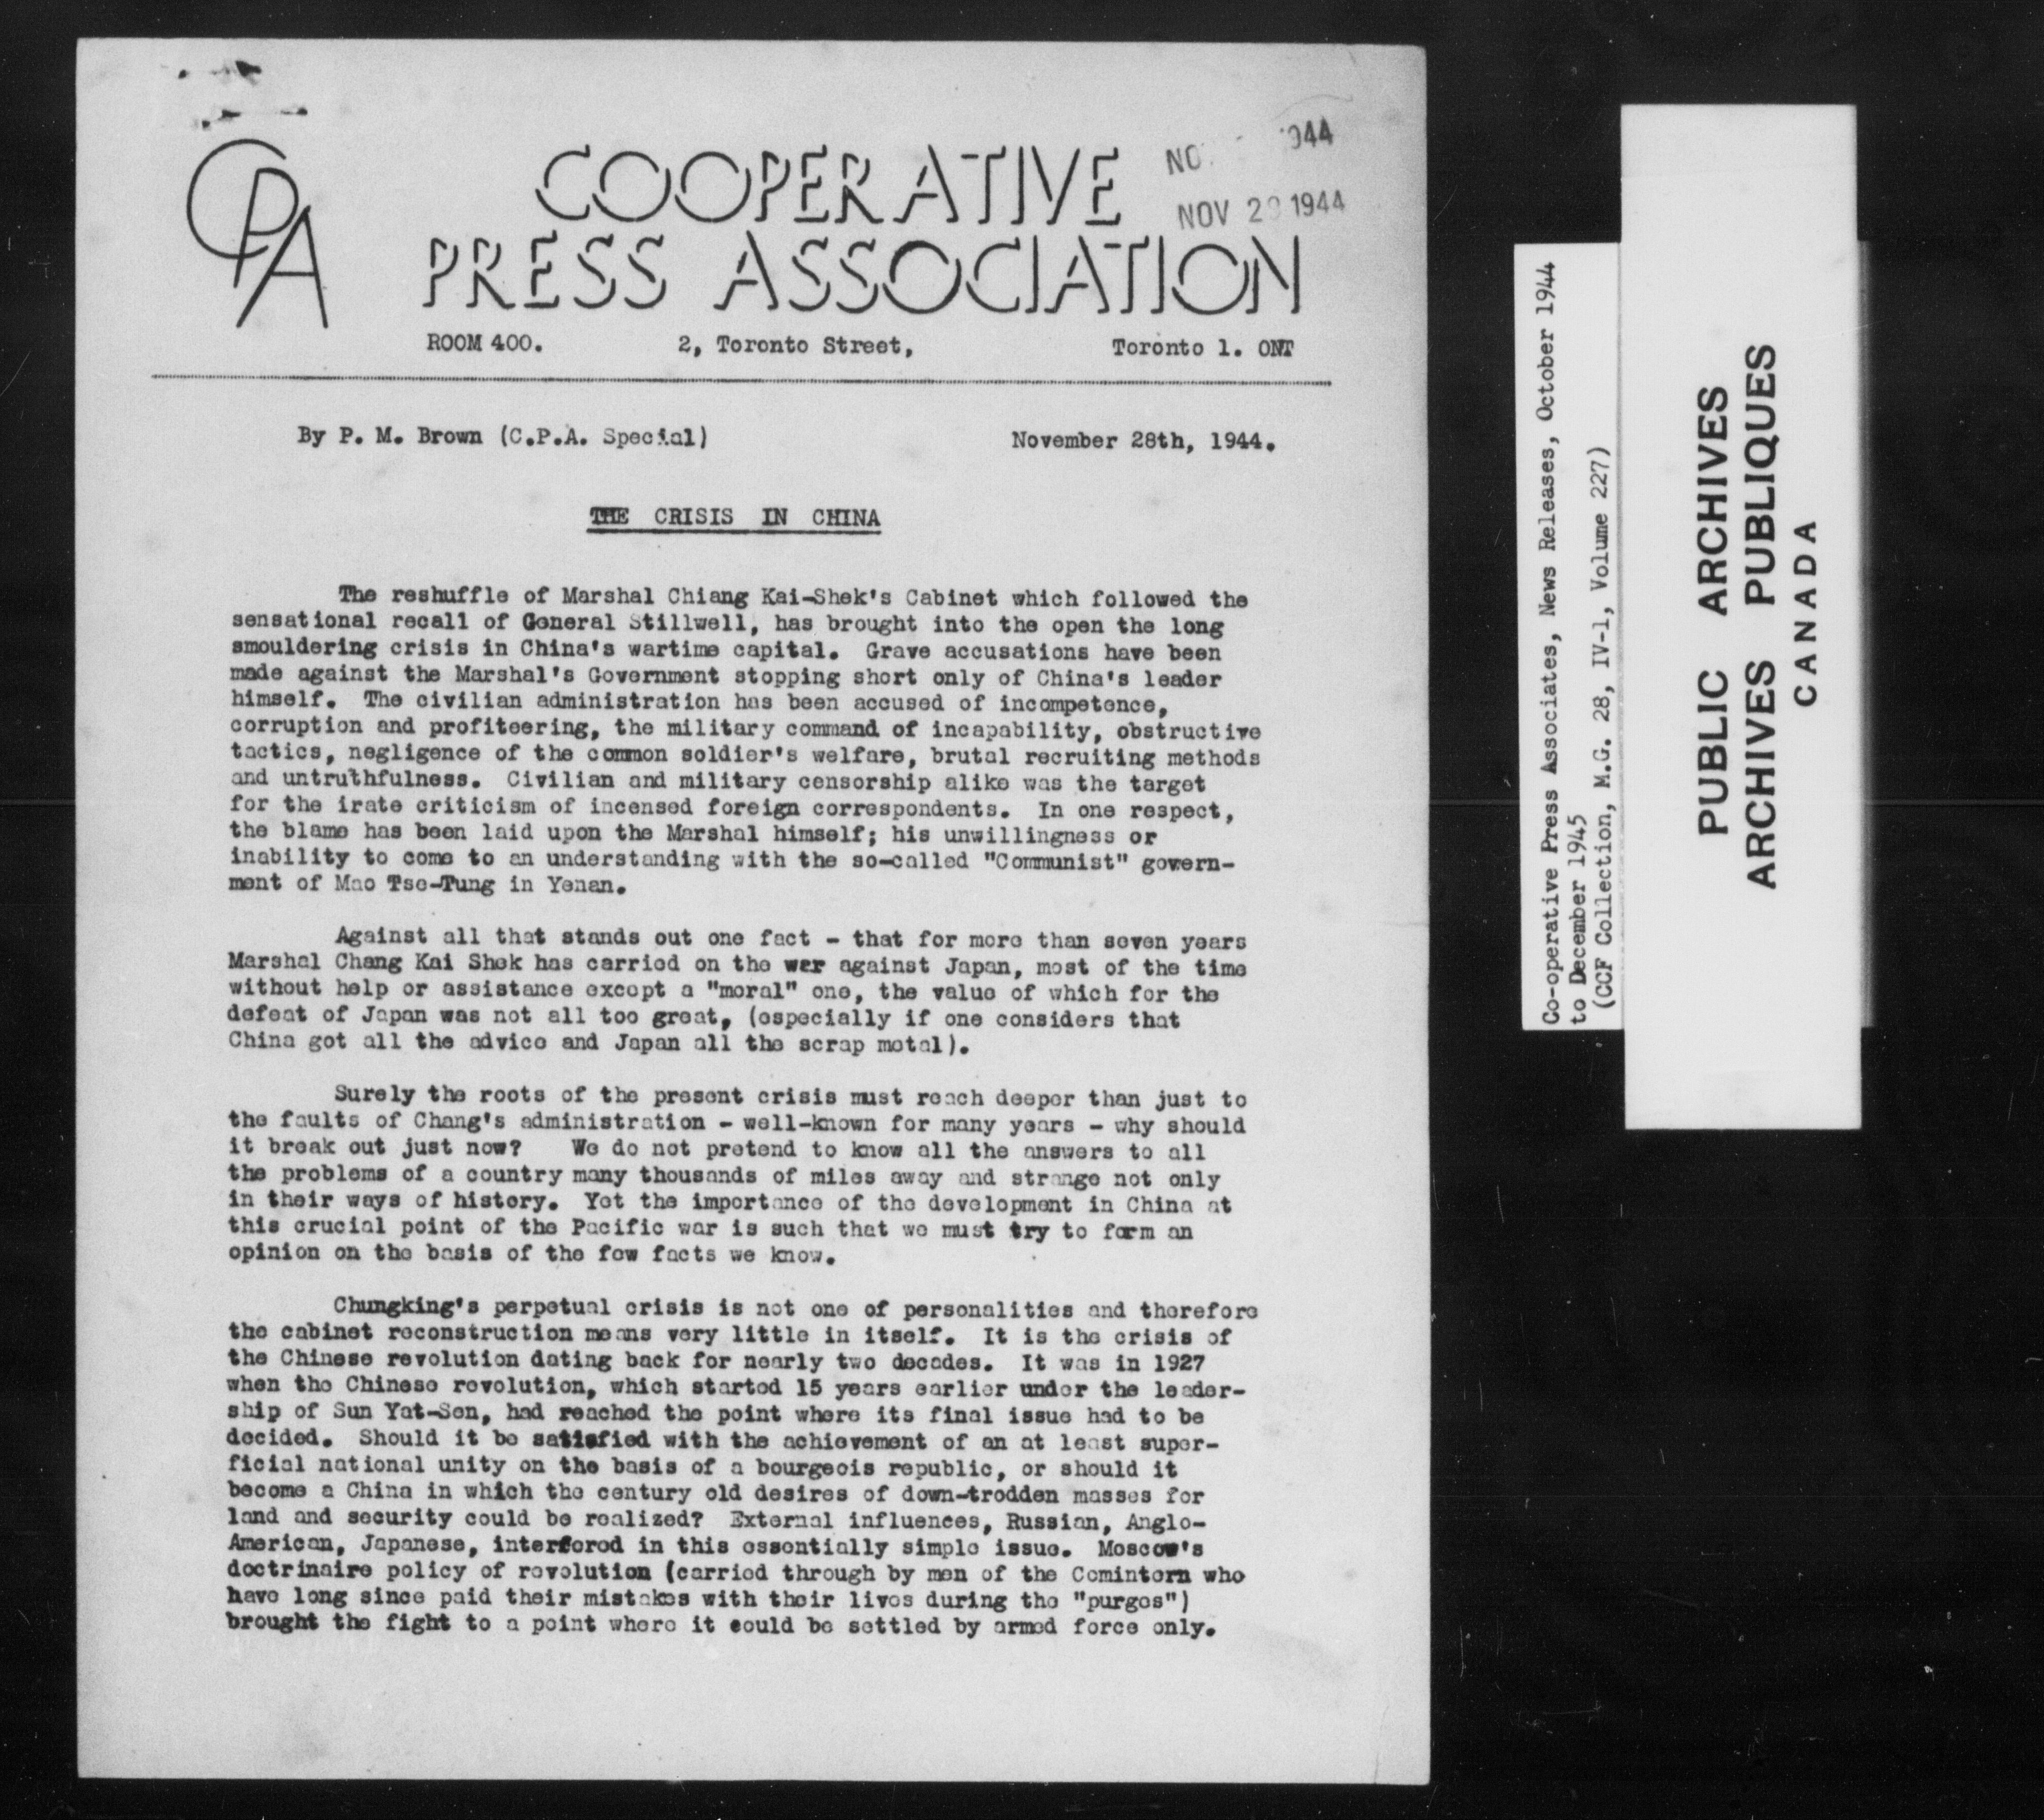 CPA
COOPERATIVE
PRESS ASSOCIATION
NO 944
NOV 29 1944
ROOM 400. 2, Toronto Street, Toronto 1. ONT
By P. M. Brown (C.P.A. Special) November 28th, 1944.
THE CRISIS IN CHINA
The reshuffle of Marshal Chiang Kai-Shek's Cabinet which followed the
sensational recall of General Stillwell, has brought into the open the long
smouldering crisis in China's wartime capital. Grave accusations have been
made against the Marshal's Government stopping short only of China's leader
himself. The civilian administration has been accused of incompetence,
corruption and profiteering, the military command of incapability, obstructive
tactics, negligence of the common soldier's welfare, brutal recruiting methods
and untruthfulness. Civilian and military censorship alike was the target
for the irate criticism of incensed foreign correspondents. In one respect,
the blame has been laid upon the Marshal himself; his unwillingness or
inability to come to an understanding with the so-called "Communist" govern-
ment of Mao Tse-Tung in Yenan.
Against all that stands out one fact - that for more than seven years
Marshal Chang Kai Shek has carried on the war against Japan, most of the time
without help or assistance except a "moral" one, the value of which for the
defeat of Japan was not all too great, (especially if one considers that
China got all the advice and Japan all the scrap metal).
Surely the roots of the present crisis must reach deeper than just to
the faults of Chang's administration - well-known for many years - why should
it break out just now? We do not pretend to know all the answers to all
the problems of a country many thousands of miles away and strange not only
in their ways of history. Yet the importance of the development in China at
this crucial point of the Pacific war is such that we must try to form an
opinion on the basis of the few facts we know.
Chungking's perpetual crisis is not one of personalities and therefore
the cabinet reconstruction means very little in itself. It is the crisis of
the Chinese revolution dating back for nearly two decades. It was in 1927
when the Chinese revolution, which started 15 years earlier under the leader-
ship of Sun Yat-Sen, had reached the point where its final issue had to be
decided. Should it be satisfied with the achievement of an at least super-
ficial national unity on the basis of a bourgeois republic, or should it
become a China in which the century old desires of down-trodden masses for
land and security could be realized? External influences, Russian, Anglo-
American, Japanese, interfered in this essentially simple issue. Moscow's
doctrinaire policy of revolution (carried through by men of the Comintern who
have long since paid their mistakes with their lives during the "purges")
brought the fight to a point where it could be settled by armed force only.
Co-operative Press Associates, News Releases, October 1944
to December 1945
(CCF Collection, M.G. 28, IV-1, Volume 227)
PUBLIC ARCHIVES
ARCHIVES PUBLIQUES
CANADA